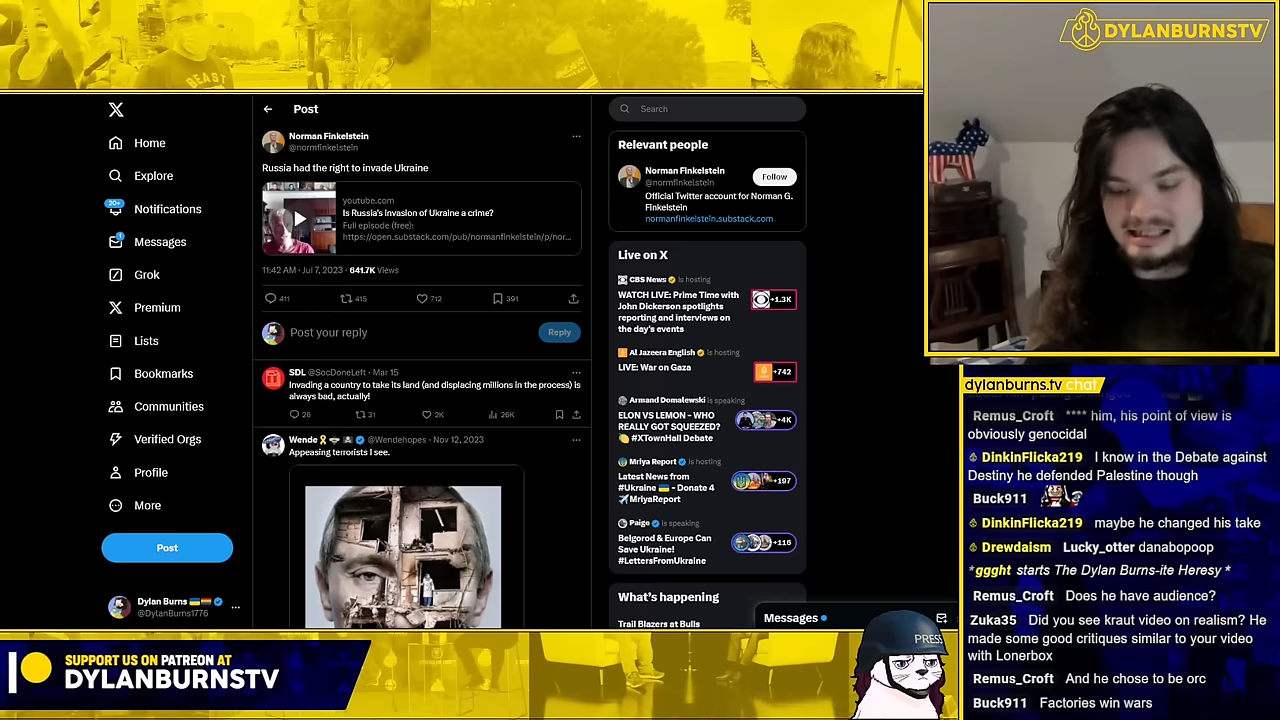 BEAST
DYLANBURNSTV
X
Home
Explore
20+
Notifications
1
Messages
Grok
Premium
Lists
Bookmarks
Communities
Verified Orgs
Profile
More
Post
Dylan Burns
@DylanBurns1776
Post
Norman Finkelstein
@normfinkelstein
Russia had the right to invade Ukraine
youtube.com
Is Russia's invasion of Ukraine a crime?
Full episode (free):
https://open.substack.com/pub/normanfinkelstein/p/nor...
11:42 AM · Jul 7, 2023 · 641.7K Views
411
415
712
391
Post your reply
Reply
SDL @SocDoneLeft · Mar 15
Invading a country to take its land (and displacing millions in the process) is
always bad, actually!
26
31
2K
26K
Wendo @Wendehopes · Nov 12, 2023
Appeasing terrorists I see.
Search
Relevant people
Norman Finkelstein
@normfinkelstein
Follow
Official Twitter account for Norman G.
Finkelstein
normanfinkelstein.substack.com
Live on X
CBS News is hosting
WATCH LIVE: Prime Time with
John Dickerson spotlights
reporting and interviews on
the day's events
+1.3K
Al Jazeera English is hosting
LIVE: War on Gaza
+742
Armand Domalewski is speaking
ELON VS LEMON - WHO
REALLY GOT SQUEEZED?
#XTownHall Debate
+4K
Mriya Report is hosting
Latest News from
#Ukraine - Donate 4
MriyaReport
+197
Paige is speaking
Belgorod & Europe Can
Save Ukraine!
#LettersFromUkraine
+116
What's happening
Trail Blazers at Bulls
Messages
dylanburns.tv chat
Remus_Croft **** him, his point of view is
obviously genocidal
DinkinFlicka219 I know in the Debate against
Destiny he defended Palestine though
Buck911
DinkinFlicka219 maybe he changed his take
Drewdaism Lucky_otter danabopoop
*ggght starts The Dylan Burns-ite Heresy *
Remus_Croft Does he have audience?
Zuka35 Did you see kraut video on realism? He
made some good critiques similar to your video
with Lonerbox
Remus_Croft And he chose to be orc
Buck911 Factories win wars
SUPPORT US ON PATREON AT
DYLANBURNSTV
PRESS